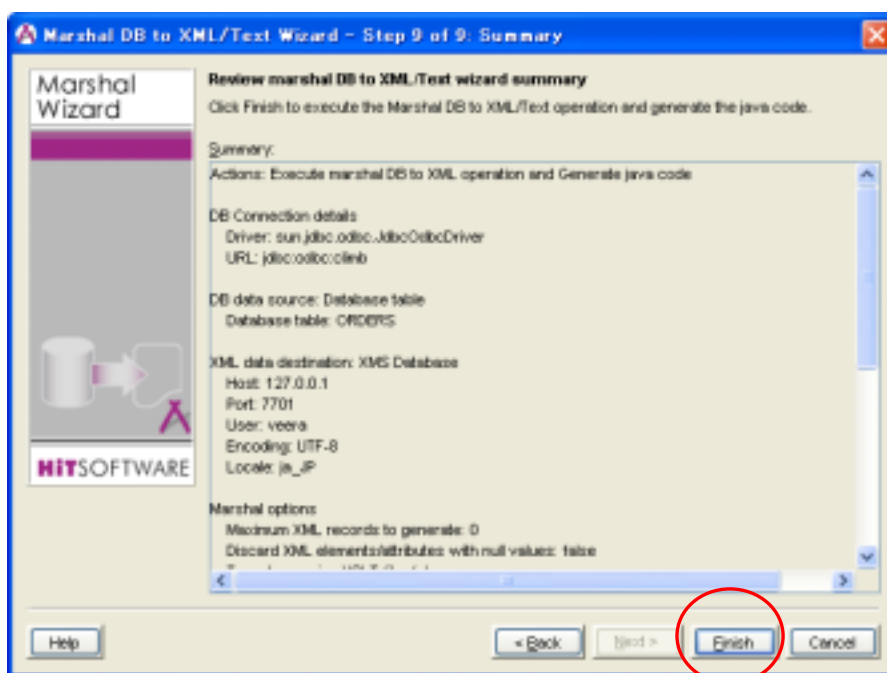 Marshal DB to XML/Text Wizard - Step 9 of 9: Summary
Marshal
Wizard
Review marshal DB to XML/Text wizard summary
Click Finish to execute the Marshal DB to XML/Text operation and generate the java code.
Summary:
Actions: Execute marshal DB to XML operation and Generate java code
DB Connection details
Driver: sun.jdbc.odbc.JdbcOdbcDriver
URL: jdbc:odbc:climb
DB data source: Database table
Database table: ORDERS
XML data destination: XMS Database
Host: 127.0.0.1
Port: 7701
User: veera
Encoding: UTF-8
Locale: ja_JP
Marshal options
Maximum XML records to generate: 0
Discard XML elements/attributes with null values: false
HiTSOFTWARE
Help
< Back
Next >
Finish
Cancel